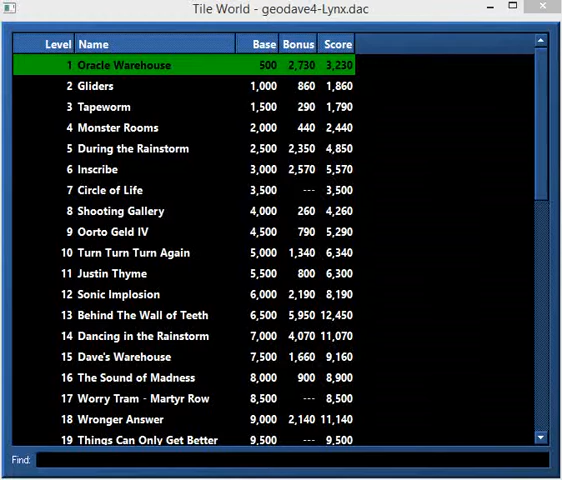 Tile World - geodave4-Lynx.dac
Level Name Base Bonus Score
1 Oracle Warehouse 500 2,730 3,230
2 Gliders 1,000 860 1,860
3 Tapeworm 1,500 290 1,790
4 Monster Rooms 2,000 440 2,440
5 During the Rainstorm 2,500 2,350 4,850
6 Inscribe 3,000 2,570 5,570
7 Circle of Life 3,500 --- 3,500
8 Shooting Gallery 4,000 260 4,260
9 Oorto Geld IV 4,500 790 5,290
10 Turn Turn Turn Again 5,000 1,340 6,340
11 Justin Thyme 5,500 800 6,300
12 Sonic Implosion 6,000 2,190 8,190
13 Behind The Wall of Teeth 6,500 5,950 12,450
14 Dancing in the Rainstorm 7,000 4,070 11,070
15 Dave's Warehouse 7,500 1,660 9,160
16 The Sound of Madness 8,000 900 8,900
17 Worry Tram - Martyr Row 8,500 --- 8,500
18 Wronger Answer 9,000 2,140 11,140
19 Things Can Only Get Better 9,500 --- 9,500
Find: